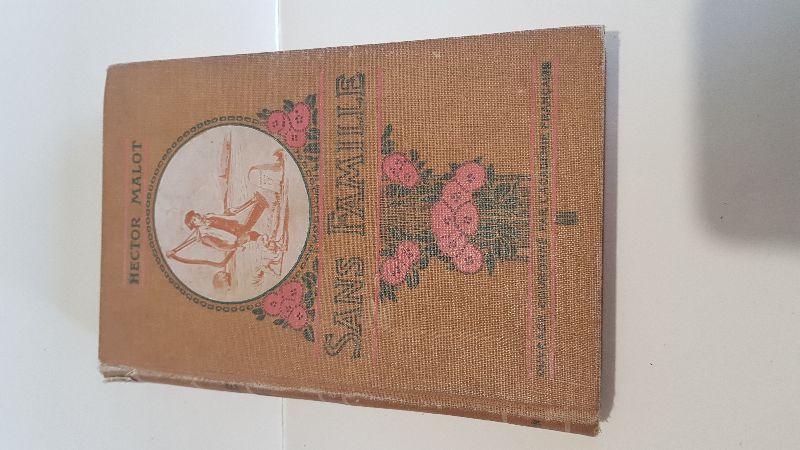 HECTOR MALOT
SANS FAMILLE
OUVRAGE COURONNÉ PAR L'ACADÉMIE FRANÇAISE